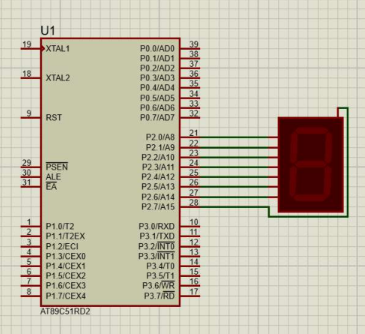 U1
19 XTAL1 P0.0/AD0 39
P0.1/AD1 38
P0.2/AD2 37
18 XTAL2 P0.3/AD3 36
P0.4/AD4 35
P0.5/AD5 34
P0.6/AD6 33
9 RST P0.7/AD7 32
P2.0/A8 21
P2.1/A9 22
P2.2/A10 23
29 PSEN P2.3/A11 24
30 ALE P2.4/A12 25
31 EA P2.5/A13 26
P2.6/A14 27
P2.7/A15 28
1 P1.0/T2 P3.0/RXD 10
2 P1.1/T2EX P3.1/TXD 11
3 P1.2/ECI P3.2/INT0 12
4 P1.3/CEX0 P3.3/INT1 13
5 P1.4/CEX1 P3.4/T0 14
6 P1.5/CEX2 P3.5/T1 15
7 P1.6/CEX3 P3.6/WR 16
8 P1.7/CEX4 P3.7/RD 17
AT89C51RD2